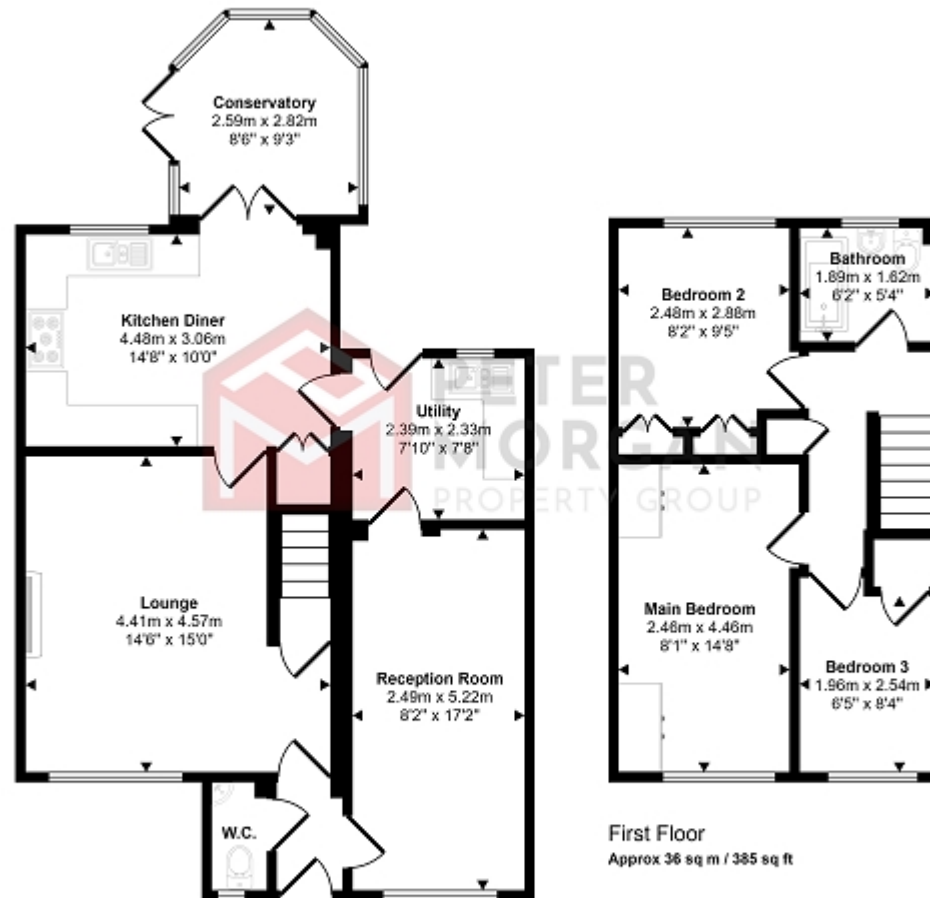 Conservatory
2.59m x 2.82m
8'6" x 9'3"
Kitchen Diner
4.48m x 3.06m
14'8" x 10'0"
Utility
2.39m x 2.33m
7'10" x 7'8"
Lounge
4.41m x 4.57m
14'6" x 15'0"
Reception Room
2.49m x 5.22m
8'2" x 17'2"
W.C.
Bedroom 2
2.48m x 2.88m
8'2" x 9'5"
Bathroom
1.89m x 1.62m
6'2" x 5'4"
Main Bedroom
2.46m x 4.46m
8'1" x 14'8"
Bedroom 3
1.96m x 2.54m
6'5" x 8'4"
First Floor
Approx 36 sq m / 385 sq ft
PETER
MORGAN
PROPERTY GROUP